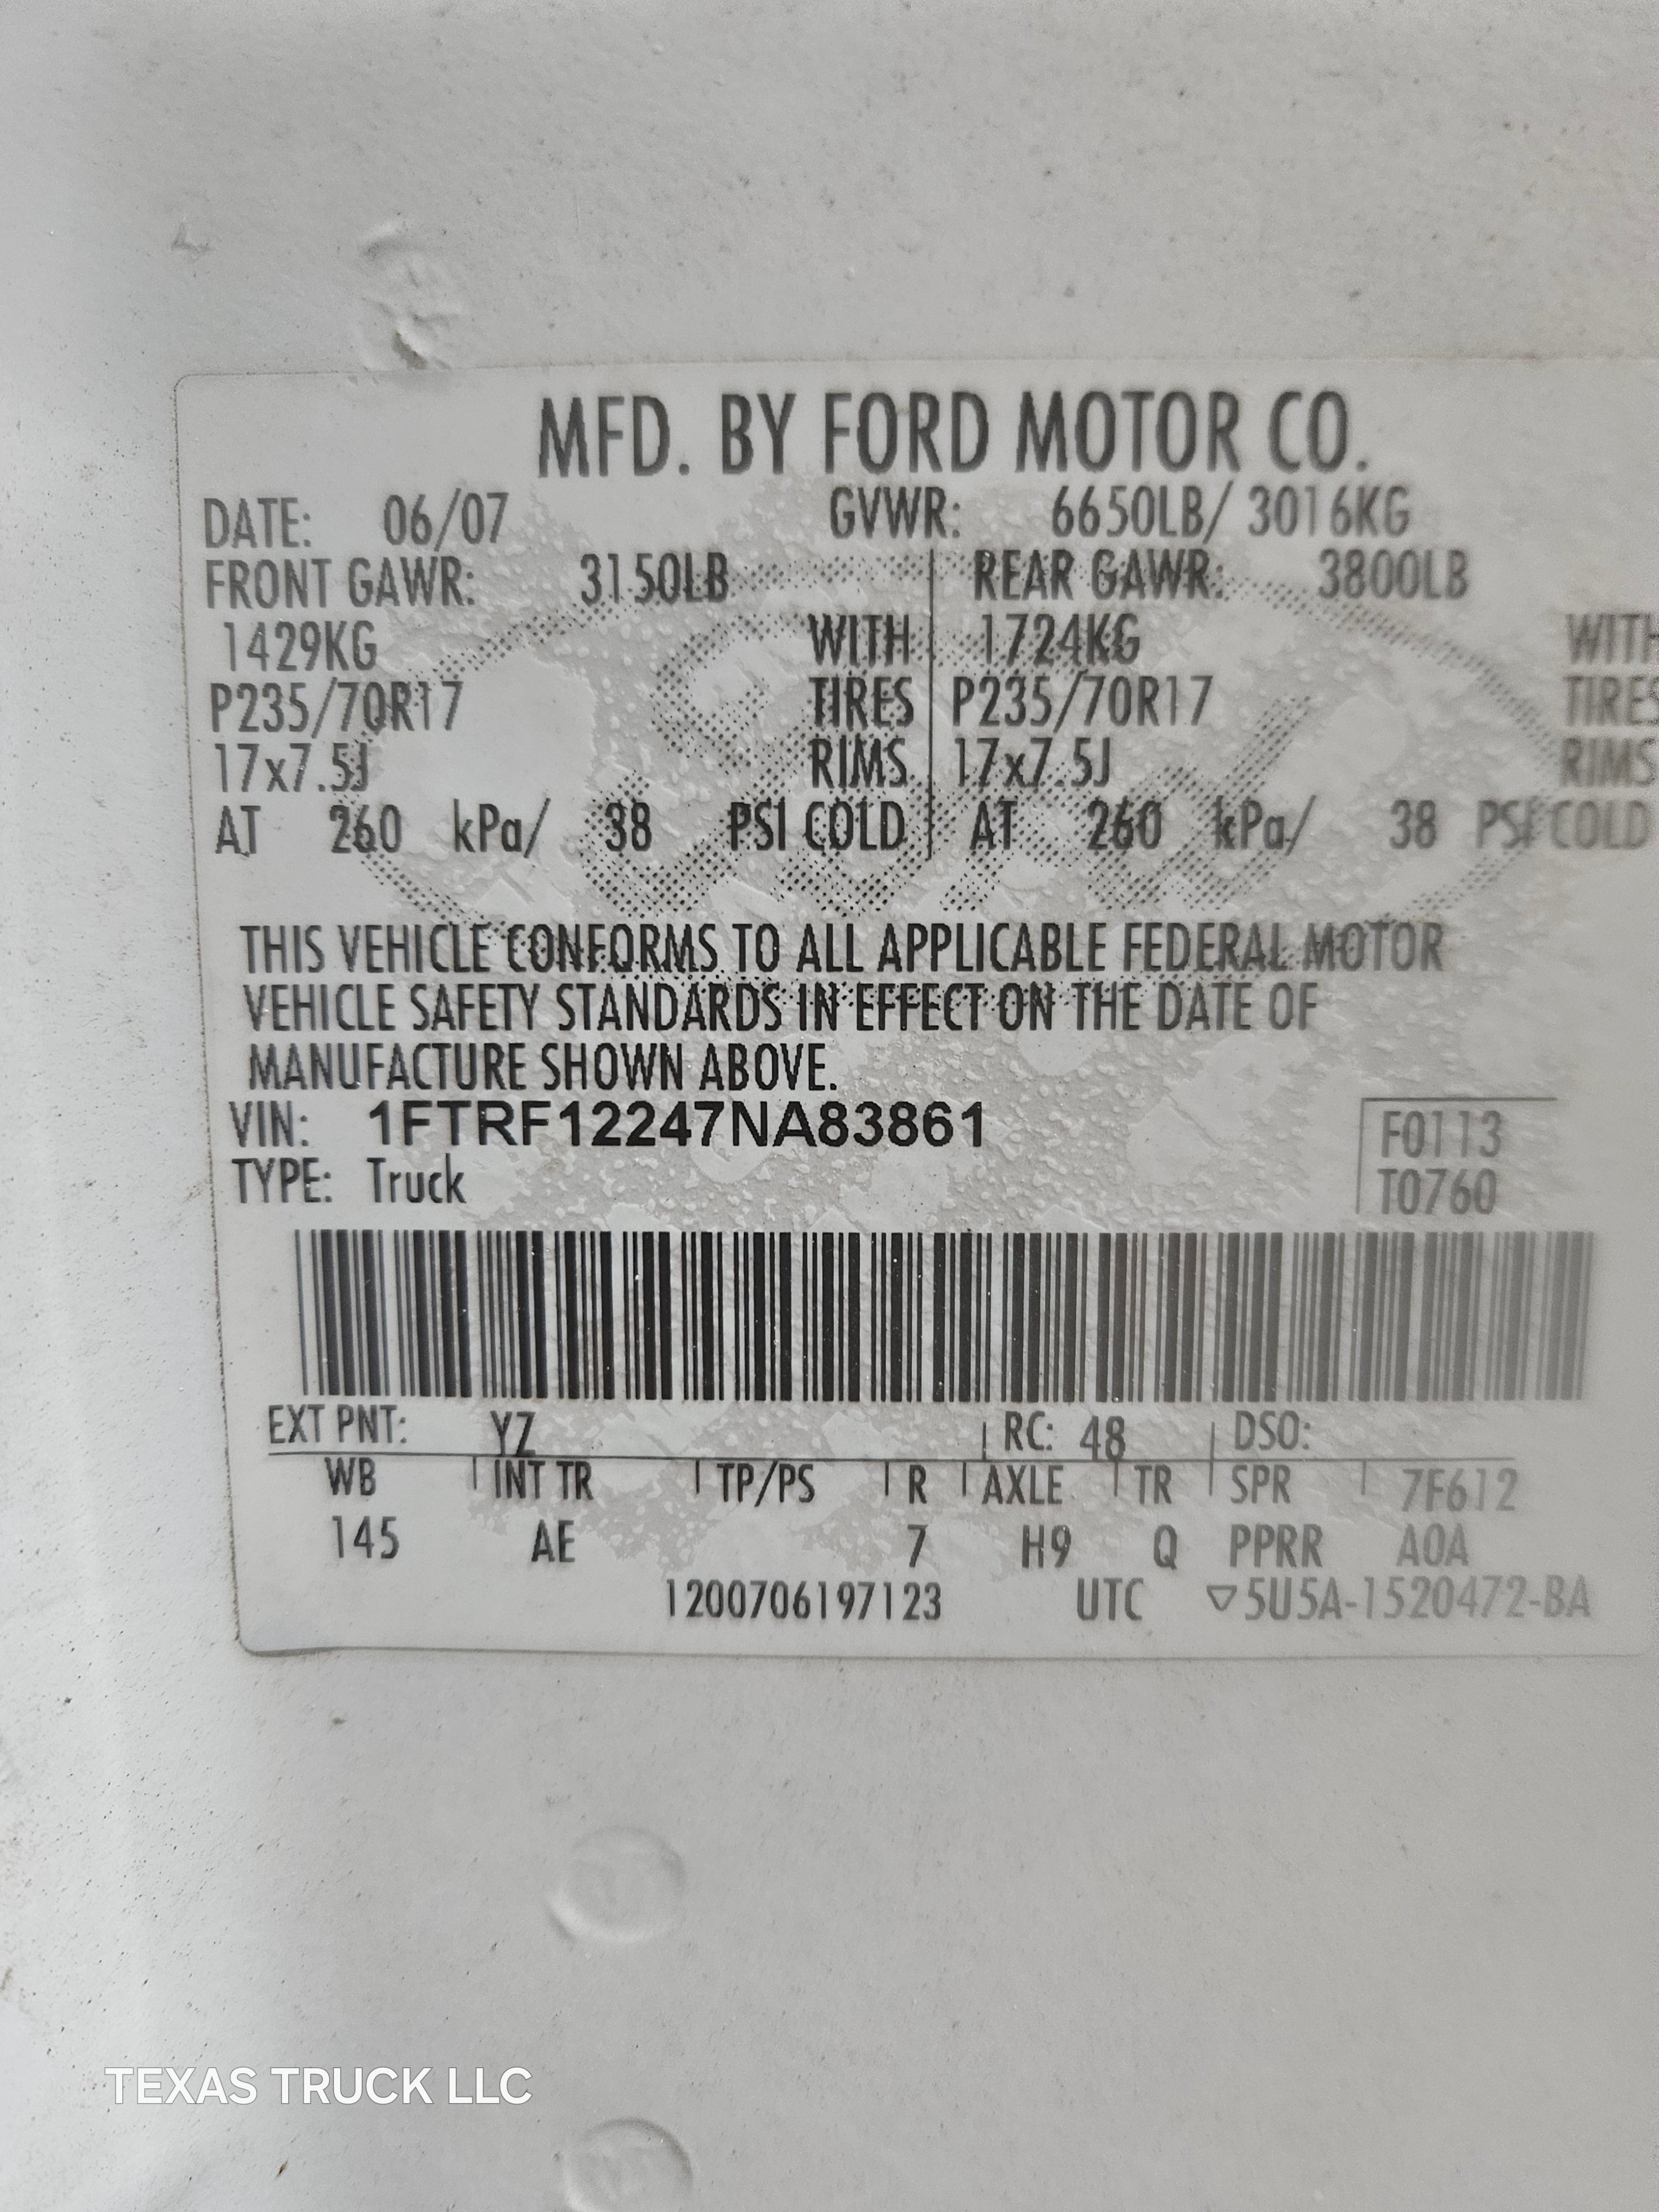 MFD. BY FORD MOTOR CO.
DATE: 06/07 GVWR: 6650LB/ 3016KG
FRONT GAWR: 3150LB REAR GAWR: 3800LB
1429KG WITH 1724KG WITH
P235/70R17 TIRES P235/70R17 TIRES
17x7.5J RIMS 17x7.5J RIMS
AT 260 kPa/ 38 PSI COLD AT 260 kPa/ 38 PSI COLD
THIS VEHICLE CONFORMS TO ALL APPLICABLE FEDERAL MOTOR
VEHICLE SAFETY STANDARDS IN EFFECT ON THE DATE OF
MANUFACTURE SHOWN ABOVE.
VIN: 1FTRF12247NA83861 F0113
TYPE: Truck T0760
EXT PNT: YZ RC: 48 DSO:
WB INT TR TP/PS R AXLE TR SPR 7F612
145 AE 7 H9 Q PPRR A0A
1200706197123 UTC ▽5U5A-1520472-BA
TEXAS TRUCK LLC